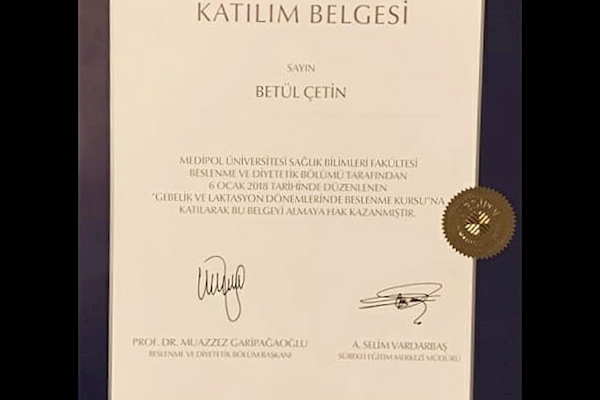 KATILIM BELGESİ
SAYIN
BETÜL ÇETİN
MEDIPOL ÜNİVERSİTESİ SAĞLIK BİLİMLERİ FAKÜLTESİ
BESLENME VE DİYETETİK BÖLÜMÜ TARAFINDAN
6 OCAK 2018 TARİHİNDE DÜZENLENEN
"GEBELİK VE LAKTASYON DÖNEMLERİNDE BESLENME KURSU"NA
KATILARAK BU BELGEYİ ALMAYA HAK KAZANMIŞTIR.
PROF. DR. MUAZZEZ GARİPAĞAOĞLU
BESLENME VE DİYETETİK BÖLÜM BAŞKANI
A. SELİM VARDARBAŞ
SÜREKLİ EĞİTİM MERKEZİ MÜDÜRÜ